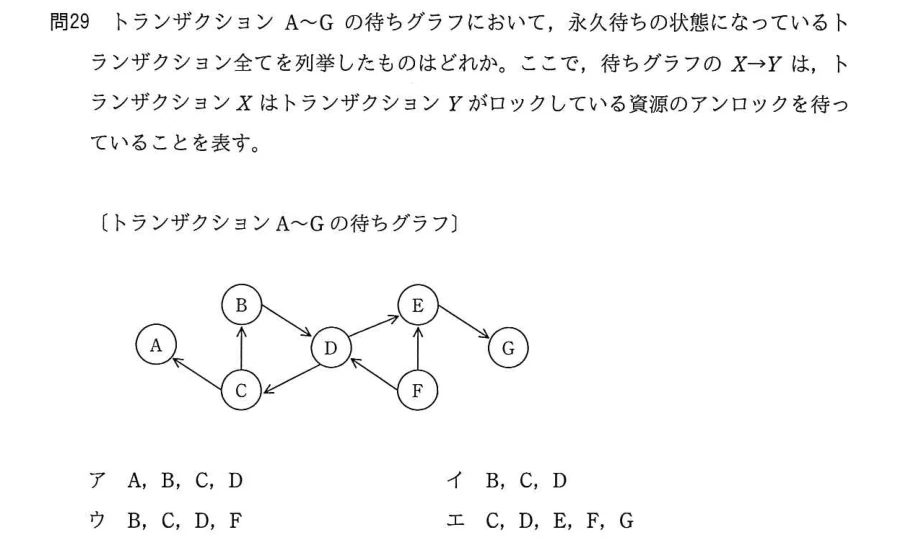 問29 トランザクション A～G の待ちグラフにおいて，永久待ちの状態になっているト
ランザクション全てを列挙したものはどれか。ここで，待ちグラフの X→Y は，ト
ランザクション X はトランザクション Y がロックしている資源のアンロックを待っ
ていることを表す。
〔トランザクション A～G の待ちグラフ〕
B E
A D G
C F
ア A，B，C，D イ B，C，D
ウ B，C，D，F エ C，D，E，F，G